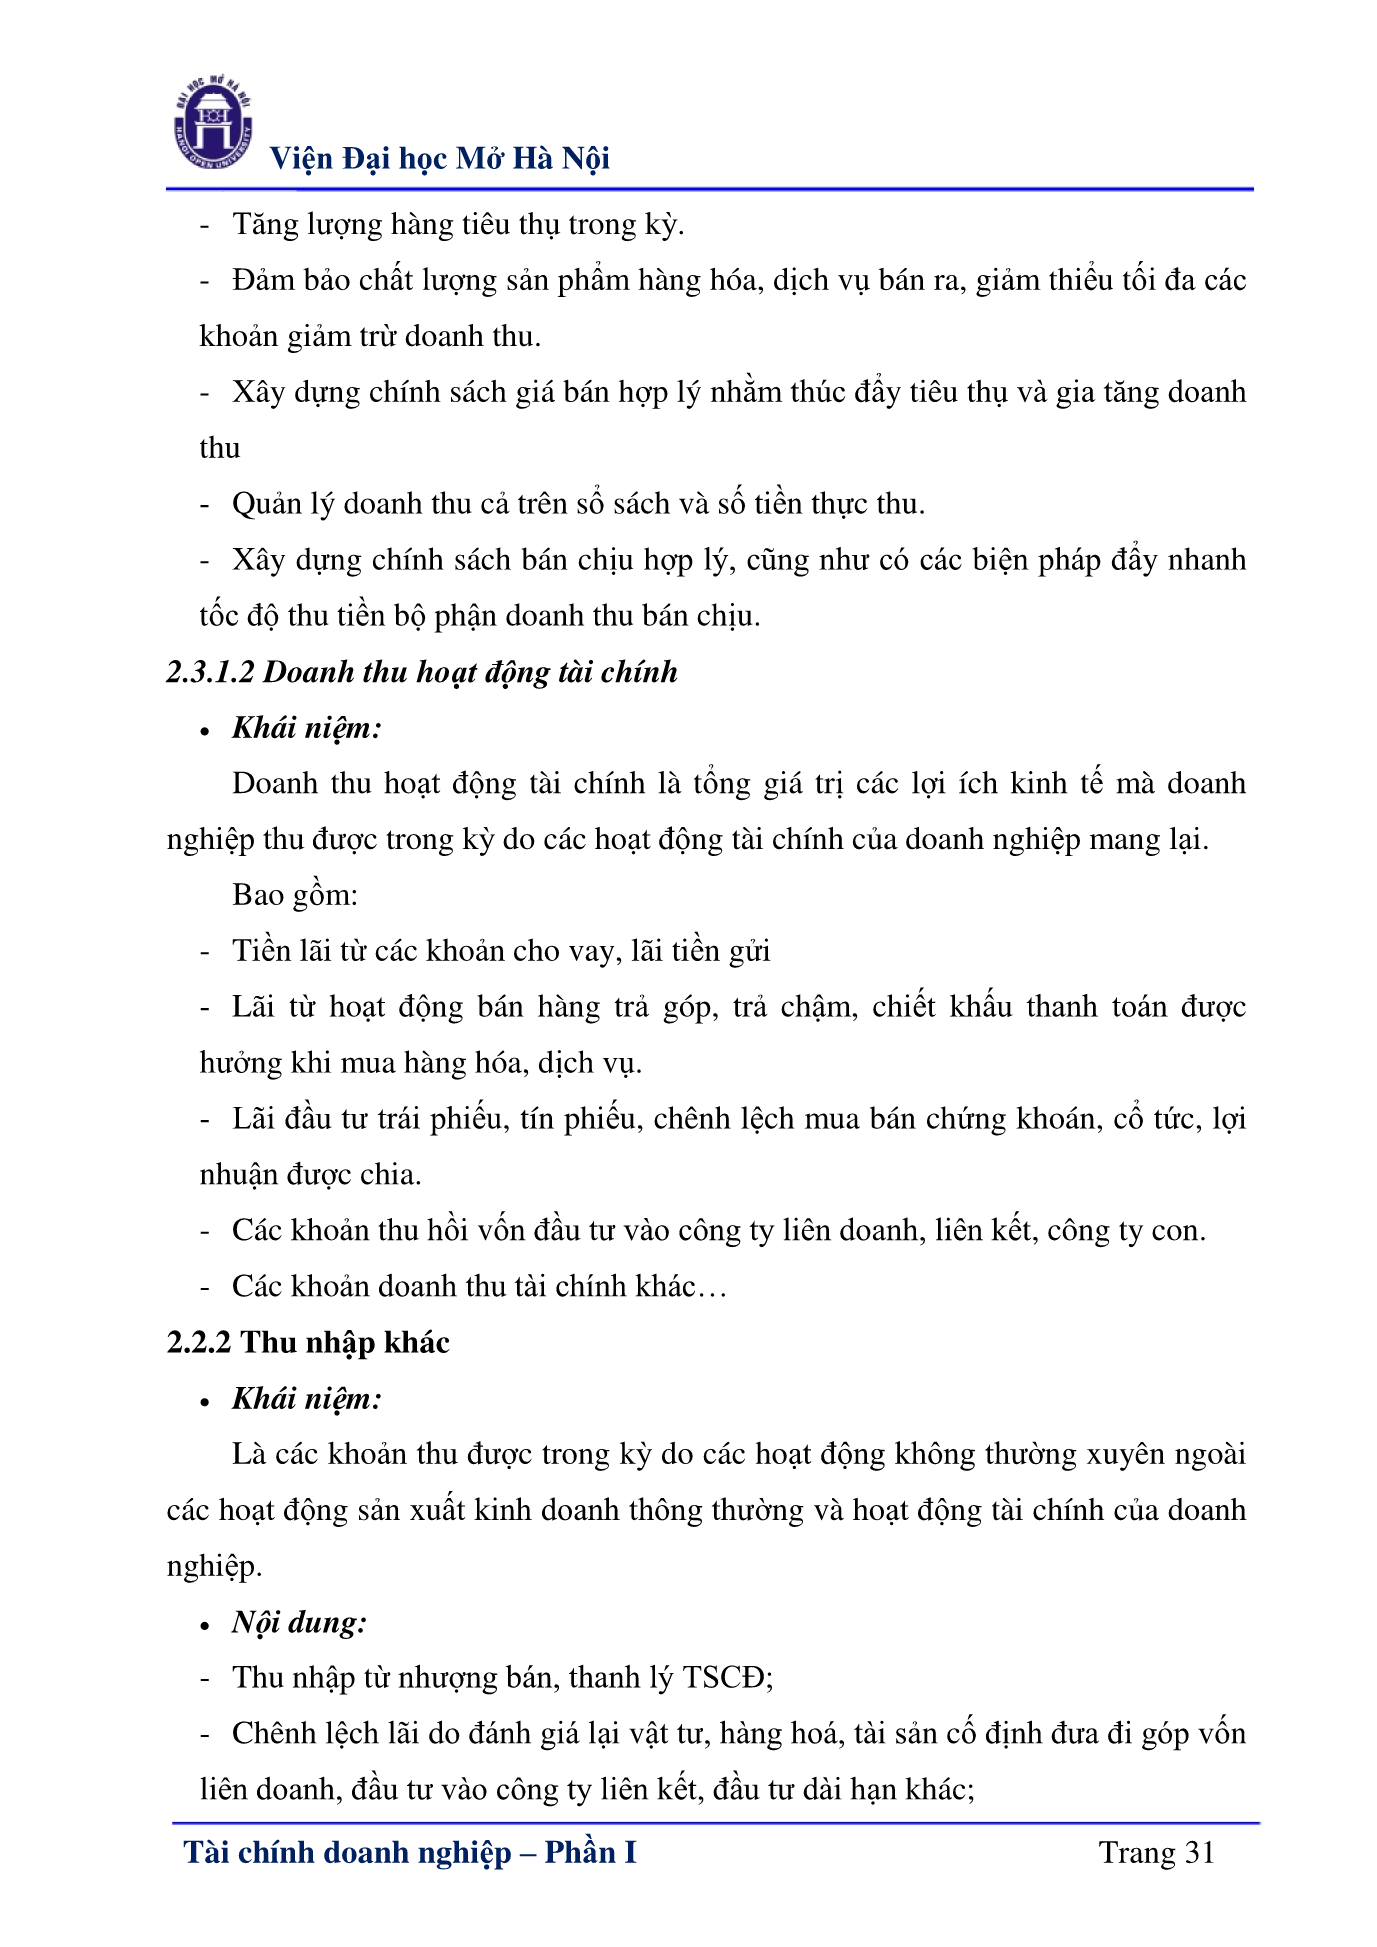 ĐẠI HỌC MỞ HÀ NỘI
HANOI OPEN UNIVERSITY
Viện Đại học Mở Hà Nội
- Tăng lượng hàng tiêu thụ trong kỳ.
- Đảm bảo chất lượng sản phẩm hàng hóa, dịch vụ bán ra, giảm thiểu tối đa các
khoản giảm trừ doanh thu.
- Xây dựng chính sách giá bán hợp lý nhằm thúc đẩy tiêu thụ và gia tăng doanh
thu
- Quản lý doanh thu cả trên sổ sách và số tiền thực thu.
- Xây dựng chính sách bán chịu hợp lý, cũng như có các biện pháp đẩy nhanh
tốc độ thu tiền bộ phận doanh thu bán chịu.
2.3.1.2 Doanh thu hoạt động tài chính
• Khái niệm:
Doanh thu hoạt động tài chính là tổng giá trị các lợi ích kinh tế mà doanh
nghiệp thu được trong kỳ do các hoạt động tài chính của doanh nghiệp mang lại.
Bao gồm:
- Tiền lãi từ các khoản cho vay, lãi tiền gửi
- Lãi từ hoạt động bán hàng trả góp, trả chậm, chiết khấu thanh toán được
hưởng khi mua hàng hóa, dịch vụ.
- Lãi đầu tư trái phiếu, tín phiếu, chênh lệch mua bán chứng khoán, cổ tức, lợi
nhuận được chia.
- Các khoản thu hồi vốn đầu tư vào công ty liên doanh, liên kết, công ty con.
- Các khoản doanh thu tài chính khác…
2.2.2 Thu nhập khác
• Khái niệm:
Là các khoản thu được trong kỳ do các hoạt động không thường xuyên ngoài
các hoạt động sản xuất kinh doanh thông thường và hoạt động tài chính của doanh
nghiệp.
• Nội dung:
- Thu nhập từ nhượng bán, thanh lý TSCĐ;
- Chênh lệch lãi do đánh giá lại vật tư, hàng hoá, tài sản cố định đưa đi góp vốn
liên doanh, đầu tư vào công ty liên kết, đầu tư dài hạn khác;
Tài chính doanh nghiệp – Phần I Trang 31